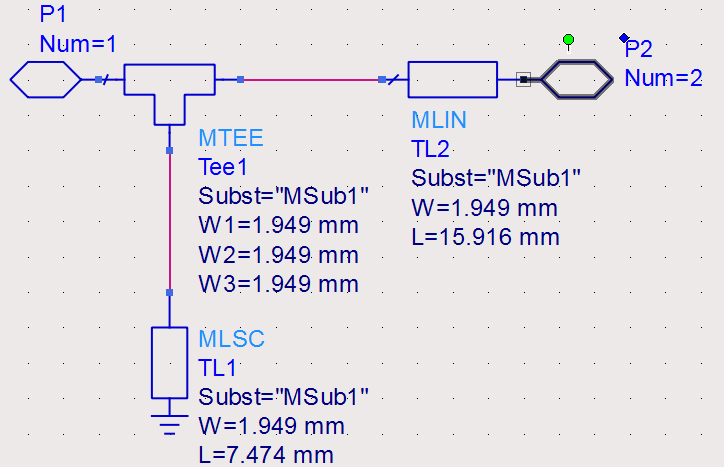 P1
Num=1
P2
Num=2
MTEE
Tee1
Subst="MSub1"
W1=1.949 mm
W2=1.949 mm
W3=1.949 mm
MLIN
TL2
Subst="MSub1"
W=1.949 mm
L=15.916 mm
MLSC
TL1
Subst="MSub1"
W=1.949 mm
L=7.474 mm